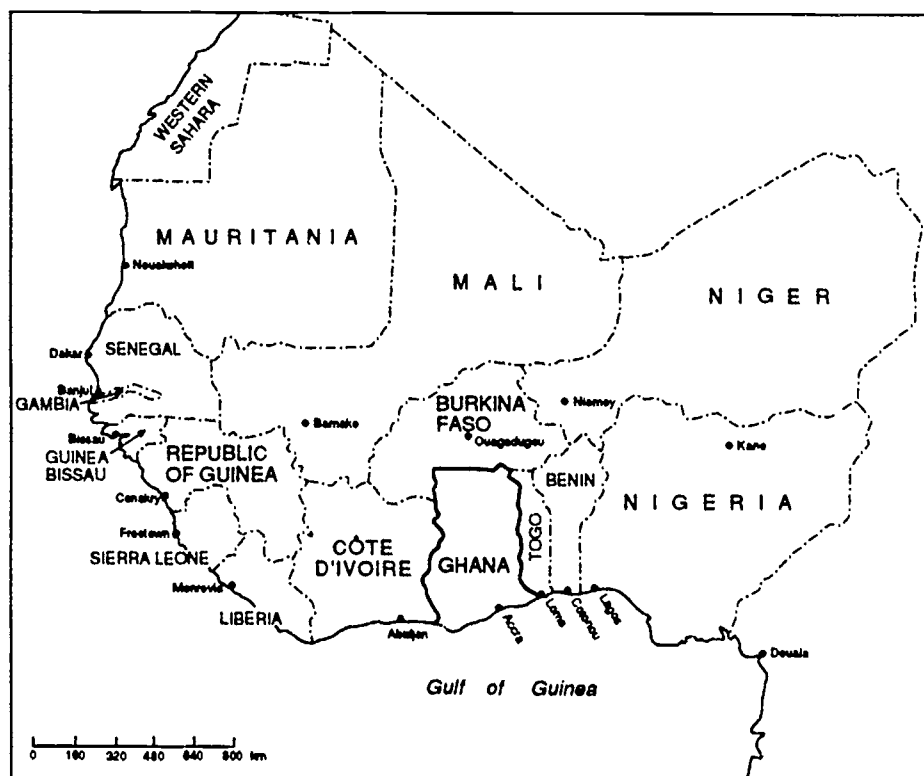 WESTERN
SAHARA
MAURITANIA
Nouakchott
MALI
NIGER
Dakar
SENEGAL
Banjul
GAMBIA
BURKINA
FASO
Niamey
Bamako
Ouagadugou
Bissau
GUINEA
BISSAU
REPUBLIC
OF GUINEA
Kano
BENIN
NIGERIA
Conakry
Freetown
SIERRA LEONE
CÔTE
D'IVOIRE
GHANA
TOGO
Monrovia
LIBERIA
Abidjan
Accra
Lome
Cotonou
Lagos
Douala
Gulf of Guinea
0 160 320 480 640 800 km